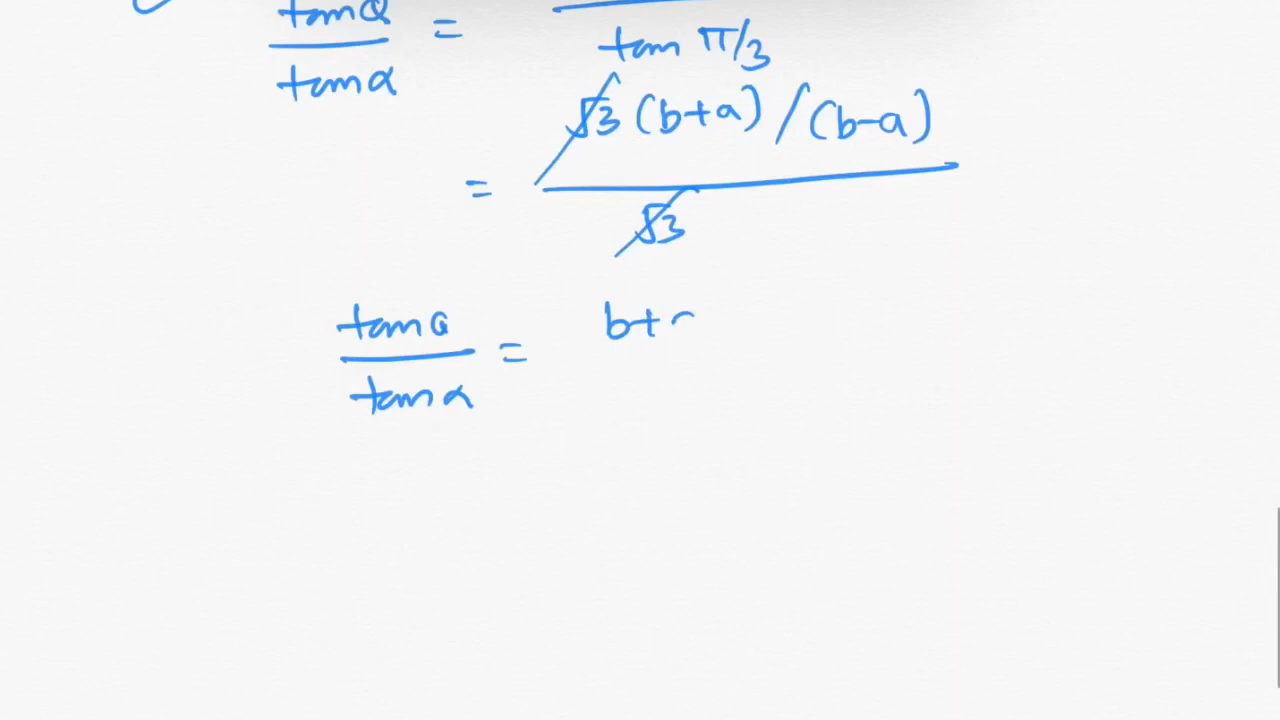 tanθ
tanα
=
tan π/3
= √3 (b+a) / (b-a)
√3
tanθ
tanα
=
b+